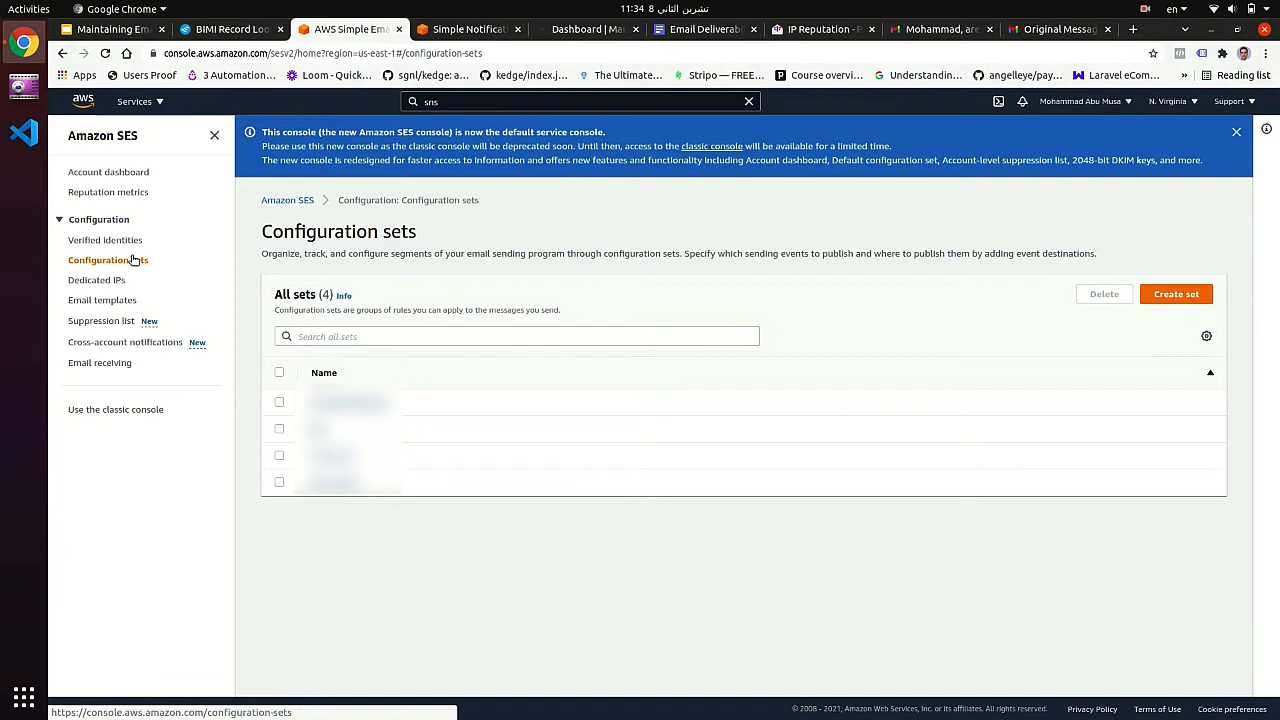 Activities
Google Chrome
تشرين الثاني 8 11:34
en
Maintaining Ema
BIMI Record Loo
AWS Simple Ema
Simple Notificat
Dashboard | Mau
Email Deliverabi
IP Reputation - P
Mohammad, are
Original Messag
console.aws.amazon.com/sesv2/home?region=us-east-1#/configuration-sets
Apps
Users Proof
3 Automation...
Loom - Quick...
sgnl/kedge: a...
kedge/index.j...
The Ultimate...
Stripo — FREE...
Course overvi...
Understandin...
angelleye/pay...
Laravel eCom...
»
Reading list
aws
Services
sns
Mohammad Abu Musa
N. Virginia
Support
Amazon SES
Account dashboard
Reputation metrics
Configuration
Verified identities
Configuration sets
Dedicated IPs
Email templates
Suppression list New
Cross-account notifications New
Email receiving
Use the classic console
This console (the new Amazon SES console) is now the default service console.
Please use this new console as the classic console will be deprecated soon. Until then, access to the classic console will be available for a limited time.
The new console is redesigned for faster access to information and offers new features and functionality including Account dashboard, Default configuration set, Account-level suppression list, 2048-bit DKIM keys, and more.
Amazon SES
Configuration: Configuration sets
Configuration sets
Organize, track, and configure segments of your email sending program through configuration sets. Specify which sending events to publish and where to publish them by adding event destinations.
All sets (4) Info
Delete
Create set
Configuration sets are groups of rules you can apply to the messages you send.
Search all sets
Name
https://console.aws.amazon.com/configuration-sets
© 2008 - 2021, Amazon Web Services, Inc. or its affiliates. All rights reserved.
Privacy Policy
Terms of Use
Cookie preferences